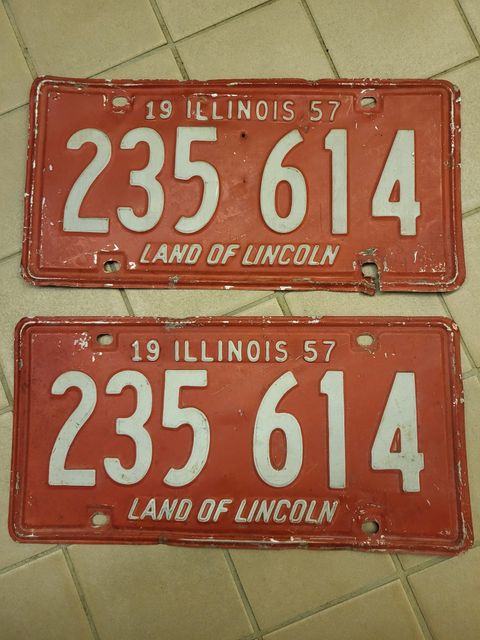 19 ILLINOIS 57
235 614
LAND OF LINCOLN
19 ILLINOIS 57
235 614
LAND OF LINCOLN